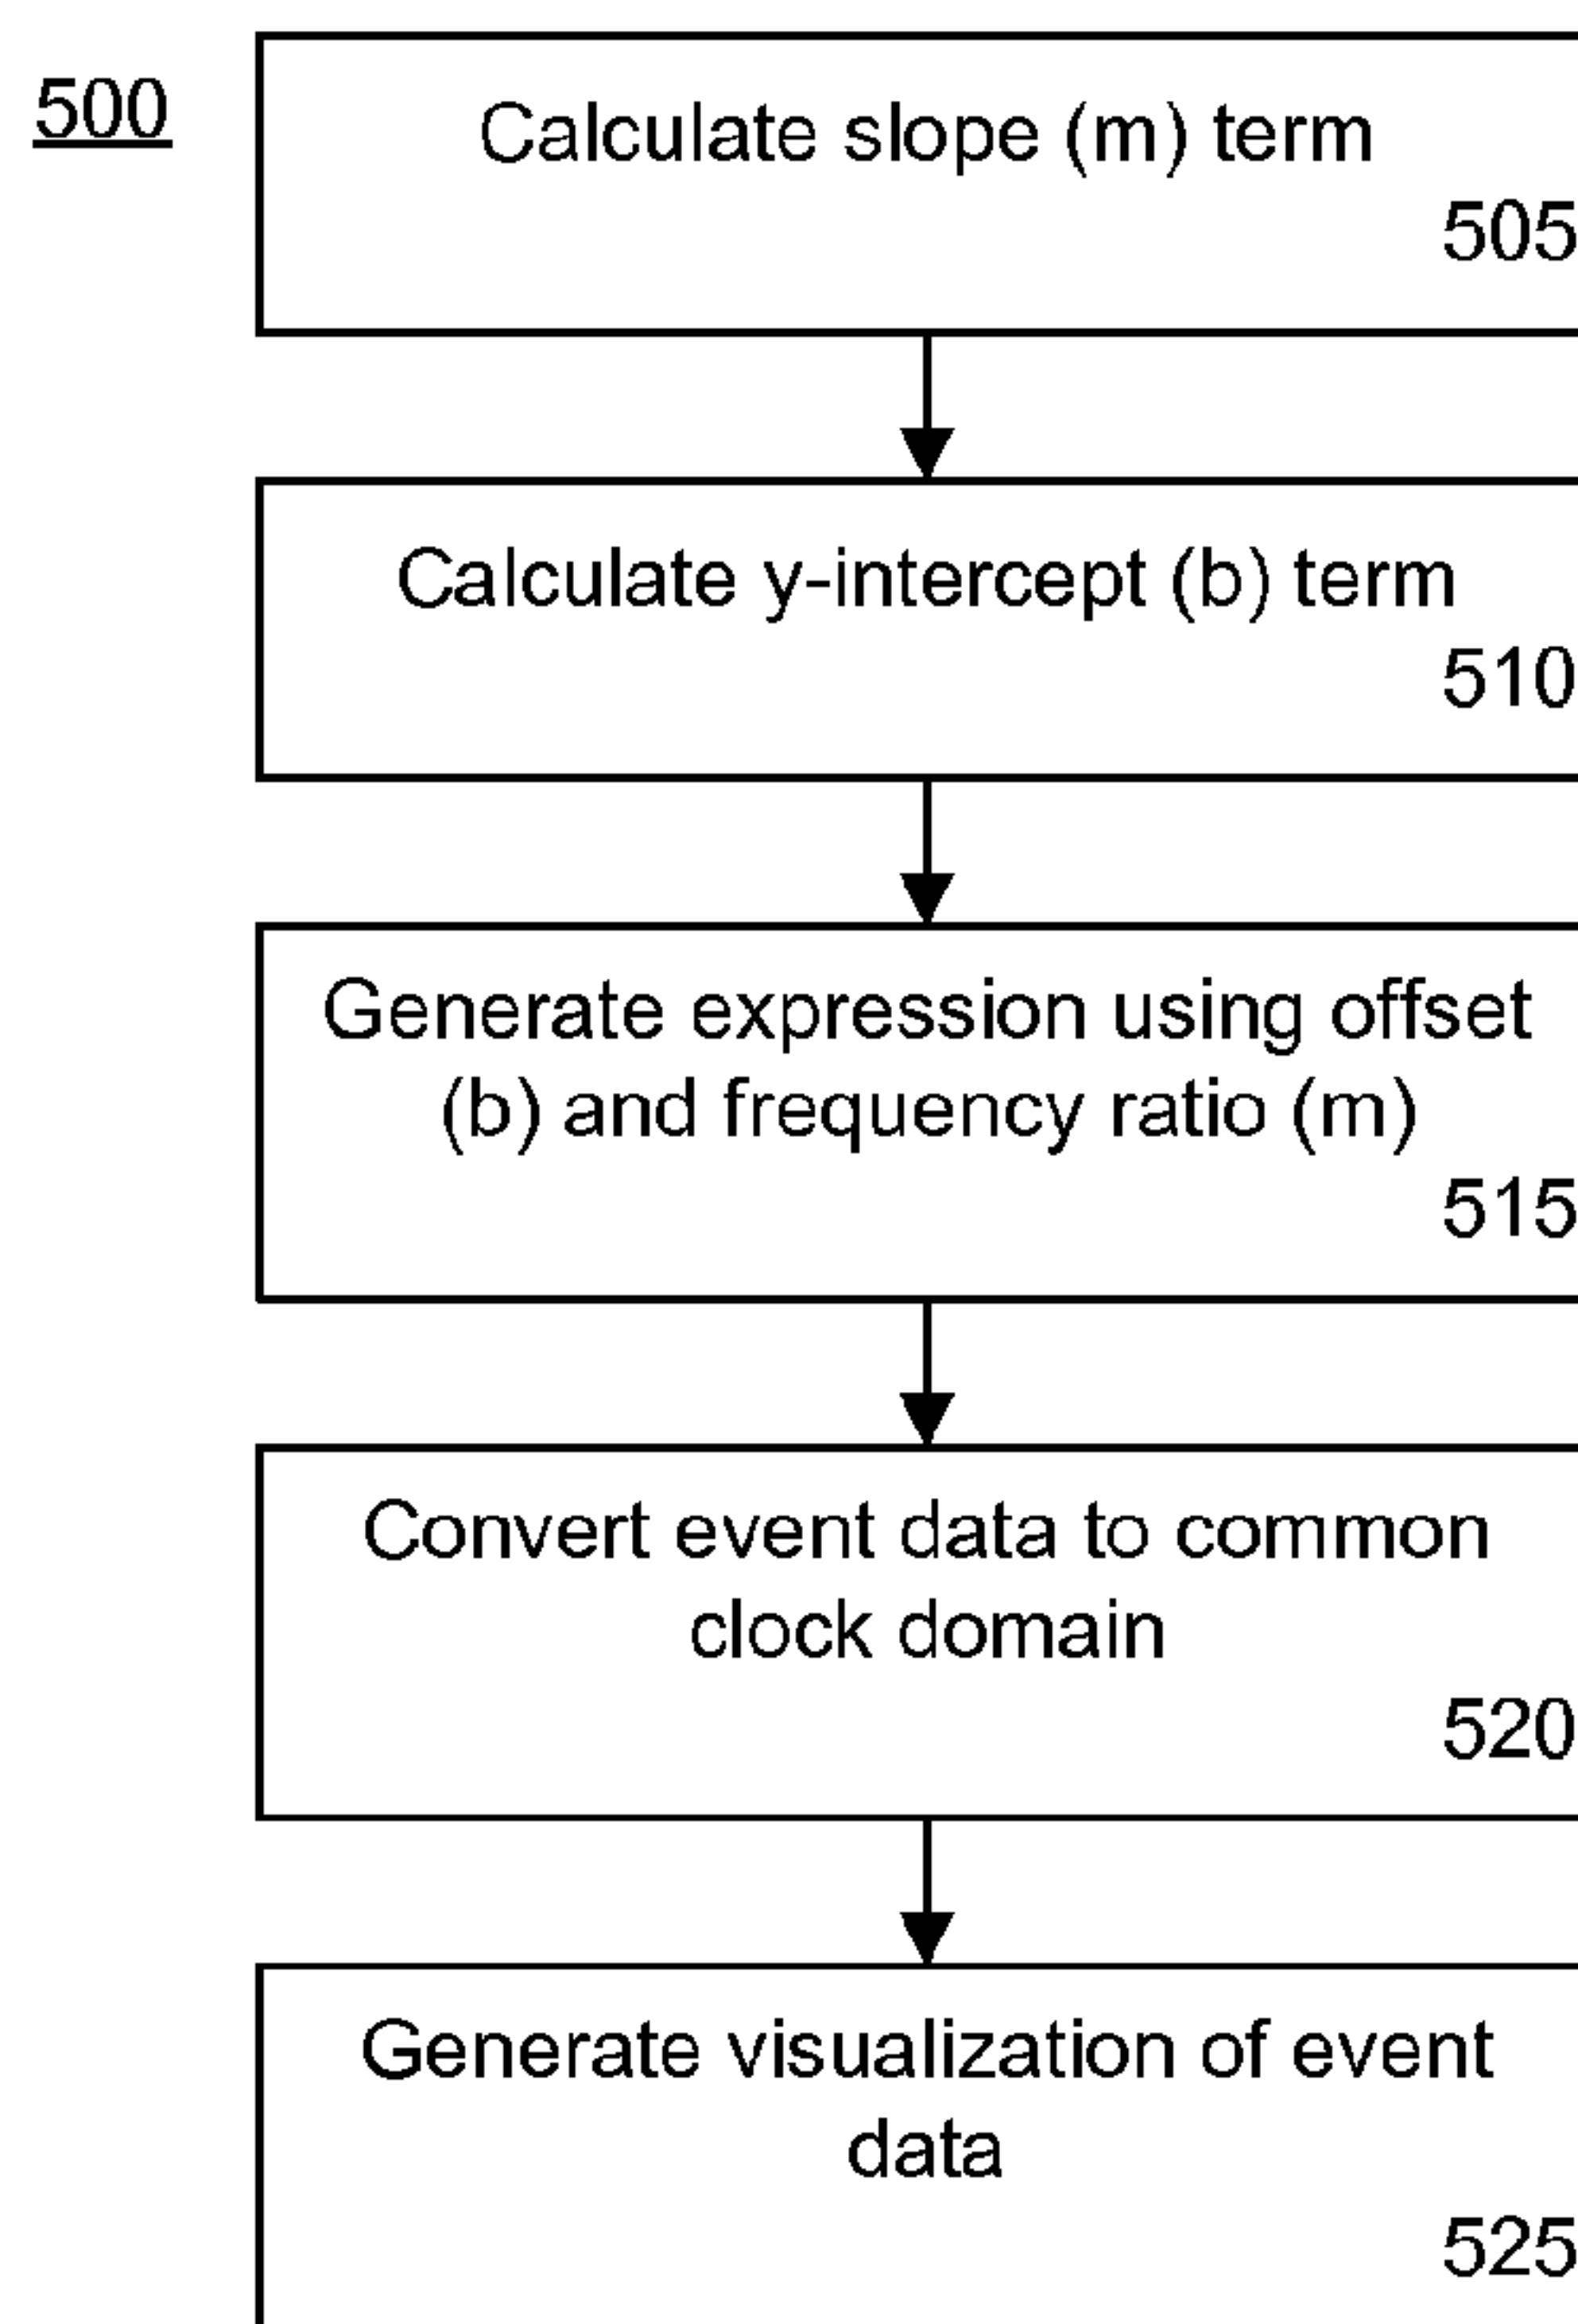 500
Calculate slope (m) term
505
Calculate y-intercept (b) term
510
Generate expression using offset
(b) and frequency ratio (m)
515
Convert event data to common
clock domain
520
Generate visualization of event
data
525